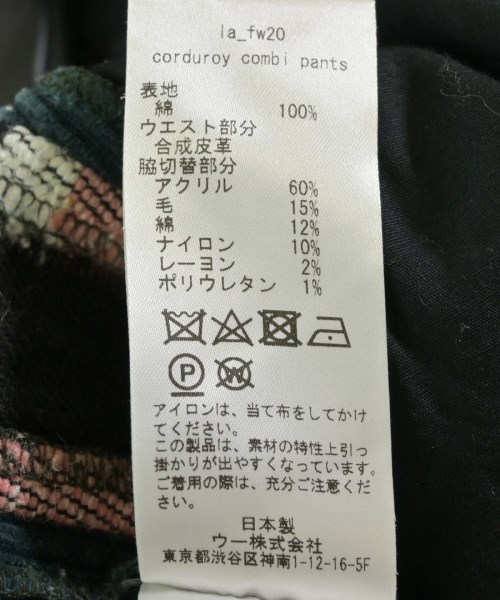 la_fw20
corduroy combi pants
表地
綿 100%
ウエスト部分
合成皮革
脇切替部分
アクリル 60%
毛 15%
綿 12%
ナイロン 10%
レーヨン 2%
ポリウレタン 1%
P W
アイロンは、当て布をしてかけ
てください。
この製品は、素材の特性上引っ
掛かりが出やすくなっています。
ご着用の際は、充分ご注意くだ
さい。
日本製
ウー株式会社
東京都渋谷区神南1-12-16-5F